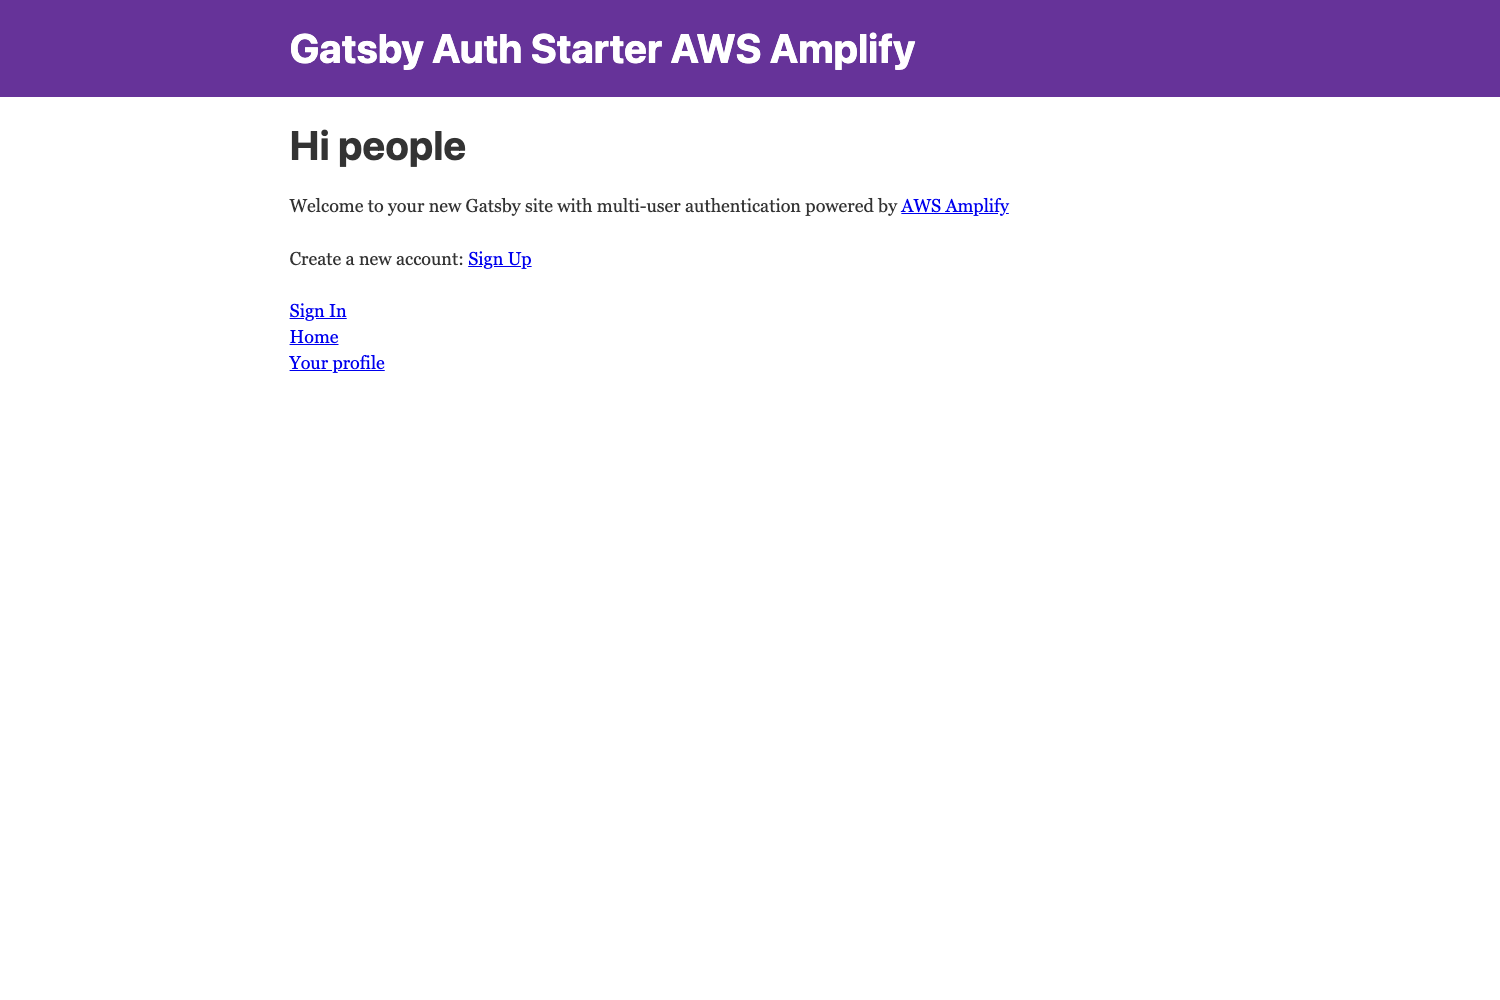 Gatsby Auth Starter AWS Amplify
Hi people
Welcome to your new Gatsby site with multi-user authentication powered by AWS Amplify
Create a new account: Sign Up
Sign In
Home
Your profile